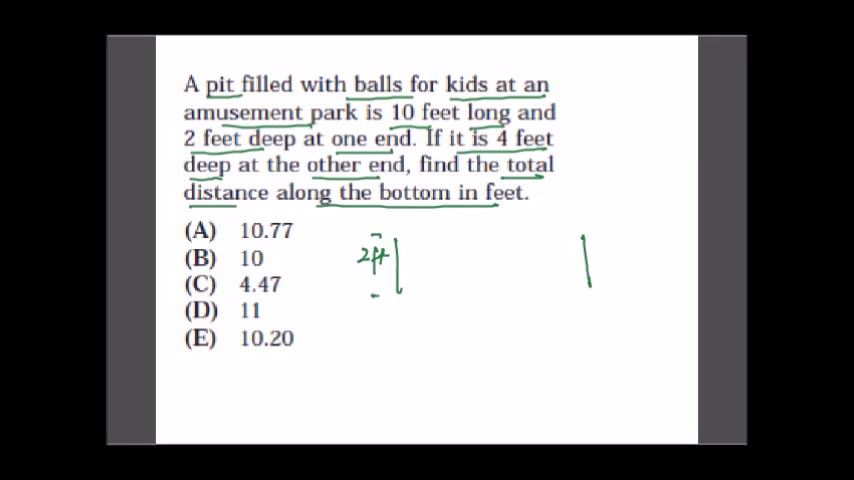 A pit filled with balls for kids at an
amusement park is 10 feet long and
2 feet deep at one end. If it is 4 feet
deep at the other end, find the total
distance along the bottom in feet.
(A) 10.77
(B) 10
(C) 4.47
(D) 11
(E) 10.20
2ft